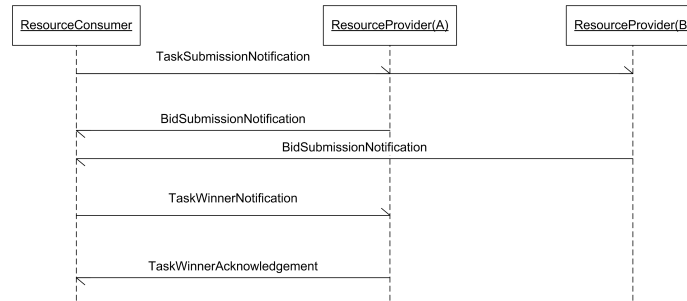 ResourceConsumer
ResourceProvider(A)
ResourceProvider(B
TaskSubmissionNotification
BidSubmissionNotification
BidSubmissionNotification
TaskWinnerNotification
TaskWinnerAcknowledgement